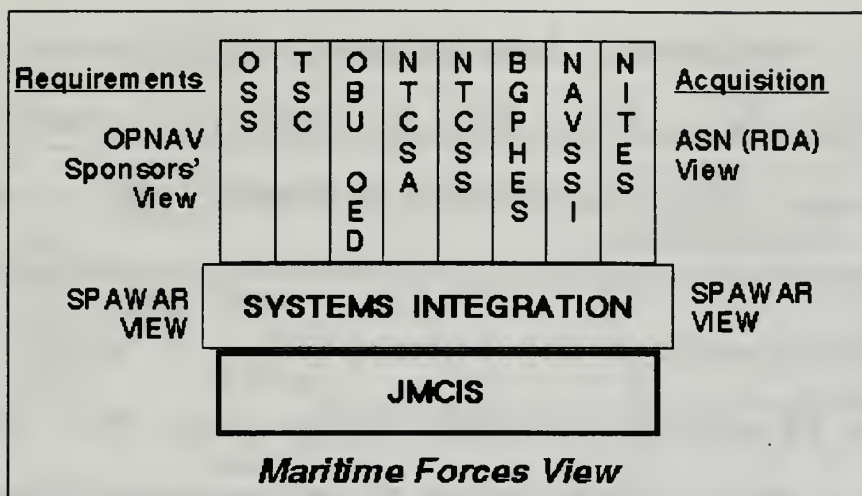 Requirements
OPNAV
Sponsors'
View
OSS
TSC
OBU OED
NTCSA
NTCSS
BGPHES
NAVSSI
NITES
Acquisition
ASN (RDA)
View
SPAWAR
VIEW
SYSTEMS INTEGRATION
SPAWAR
VIEW
JMCIS
Maritime Forces View